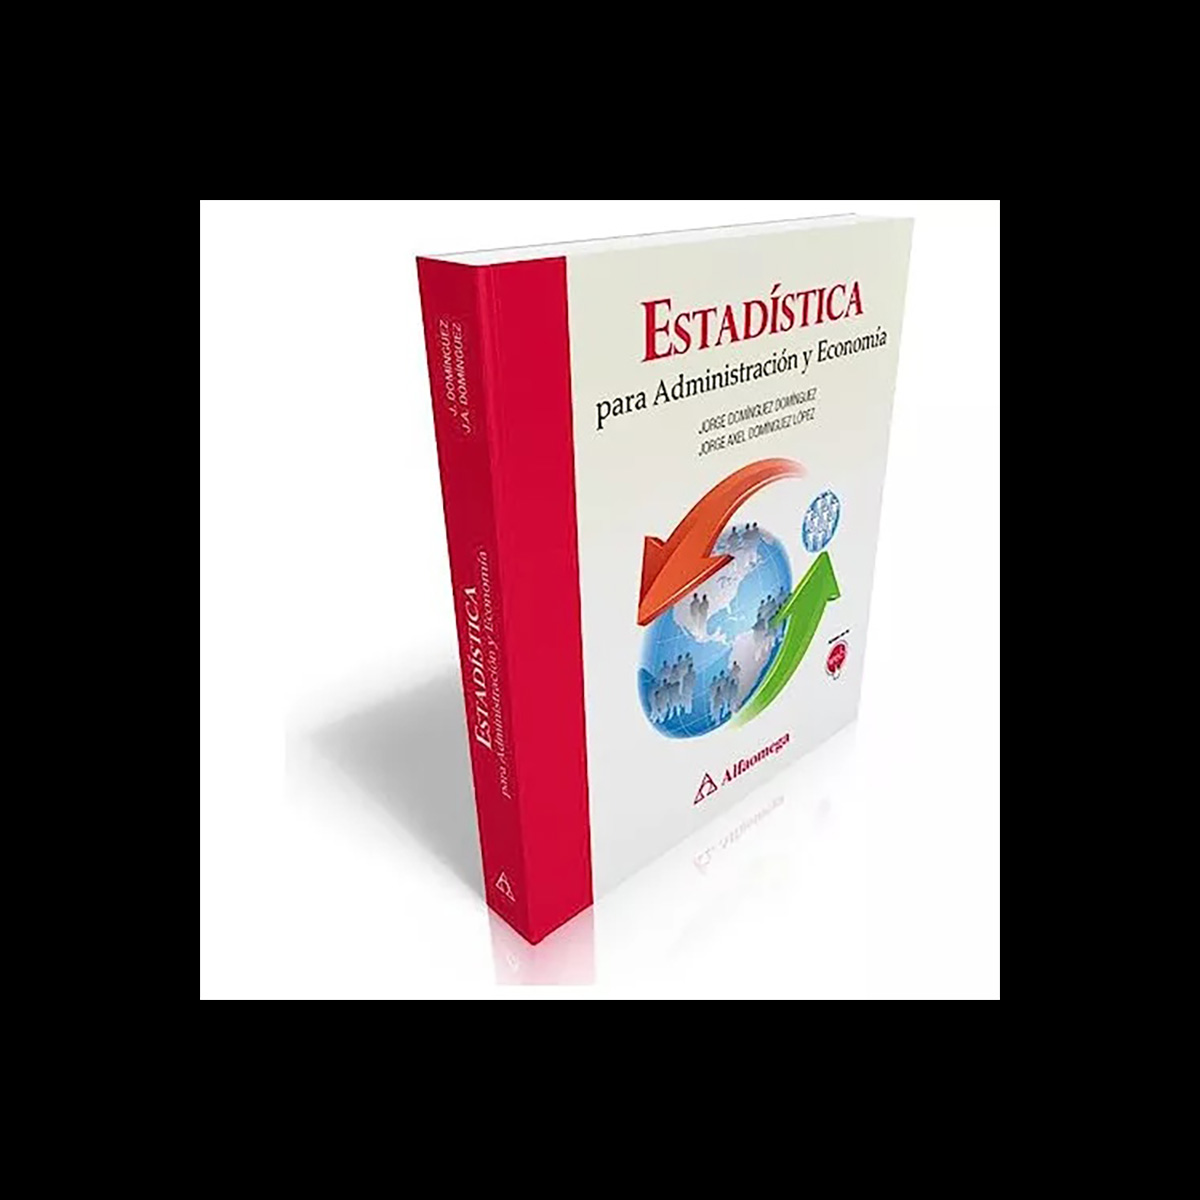 J. DOMÍNGUEZ
J.A. DOMÍNGUEZ
ESTADÍSTICA
para Administración y Economía
ESTADÍSTICA
para Administración y Economía
JORGE DOMÍNGUEZ DOMÍNGUEZ
JORGE AXEL DOMÍNGUEZ LÓPEZ
Alfaomega